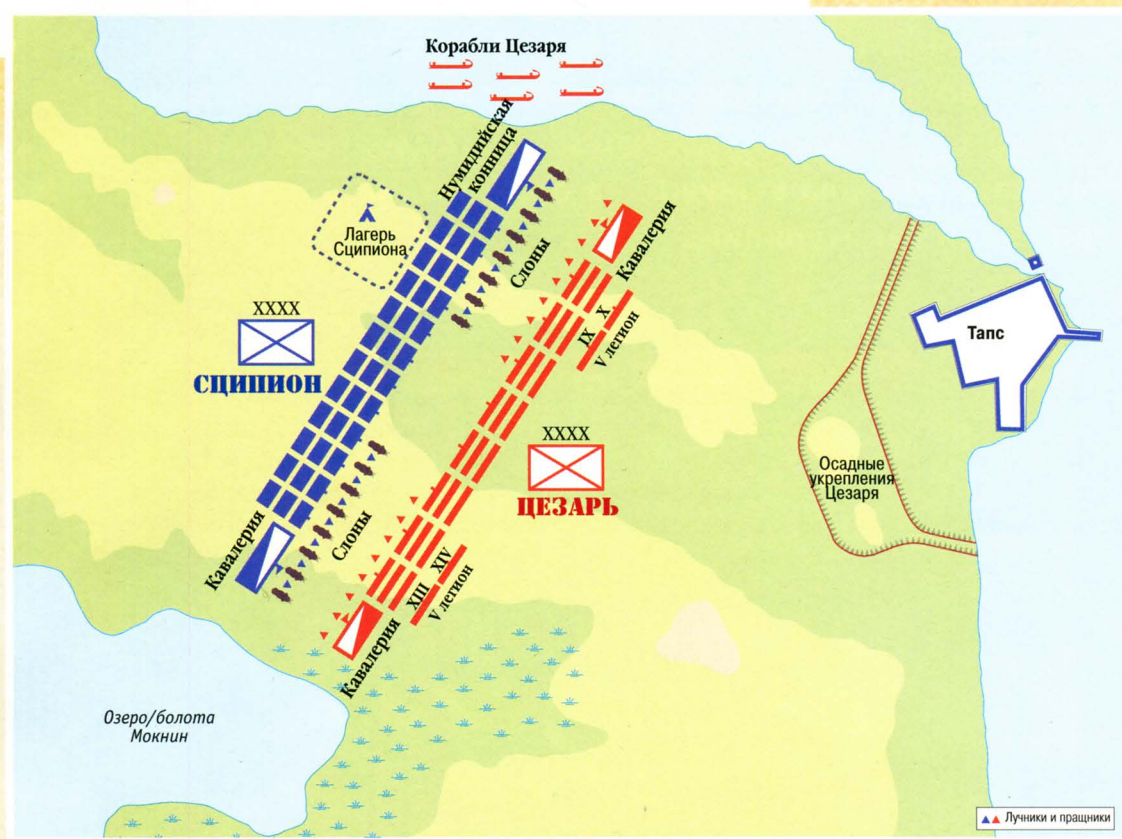 Корабли Цезаря
Нумидийская
конница
Лагерь
Сципиона
Слоны
Кавалерия
XXXX
СЦИПИОН
IX X
V легион
Тапс
XXXX
ЦЕЗАРЬ
Осадные
укрепления
Цезаря
Кавалерия
Слоны
XIII XIV
V легион
Кавалерия
Озеро/болота
Мокнин
Лучники и пращники